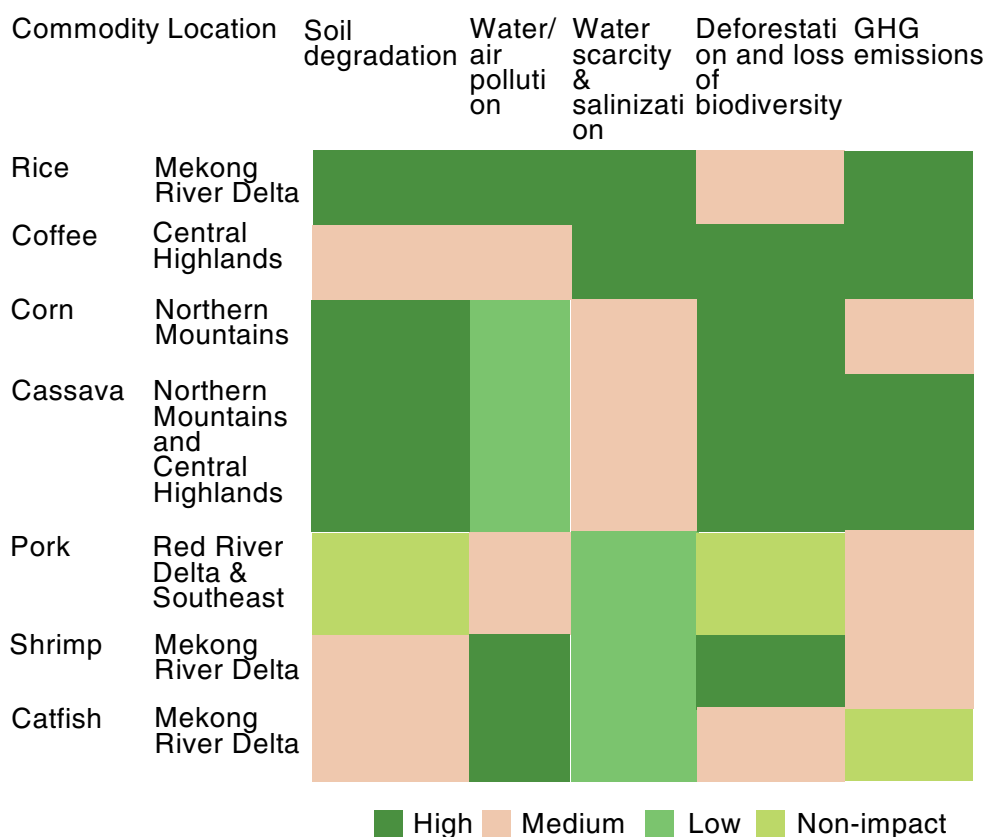 Commodity Location
Soil
degradation
Water/
air
polluti
on
Water
scarcity
&
salinizati
on
Deforestati
on and loss
of
biodiversity
GHG
emissions
Rice
Mekong
River Delta
Coffee
Central
Highlands
Corn
Northern
Mountains
Cassava
Northern
Mountains
and
Central
Highlands
Pork
Red River
Delta &
Southeast
Shrimp
Mekong
River Delta
Catfish
Mekong
River Delta
High Medium Low Non-impact